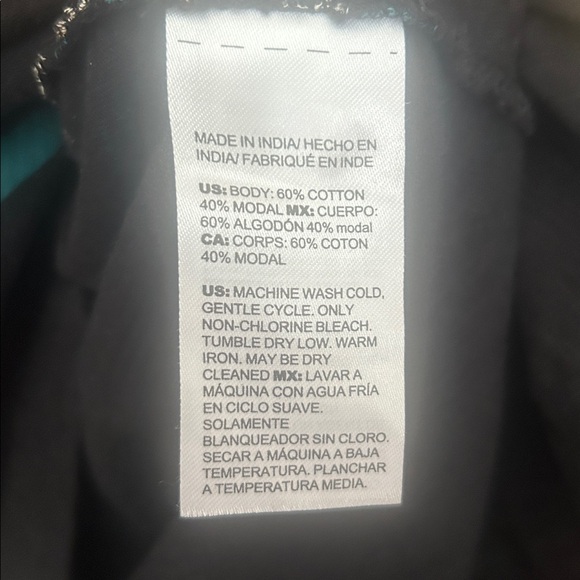 MADE IN INDIA/ HECHO EN
INDIA/ FABRIQUÉ EN INDE
US: BODY: 60% COTTON
40% MODAL MX: CUERPO:
60% ALGODÓN 40% modal
CA: CORPS: 60% COTON
40% MODAL
US: MACHINE WASH COLD,
GENTLE CYCLE. ONLY
NON-CHLORINE BLEACH.
TUMBLE DRY LOW. WARM
IRON. MAY BE DRY
CLEANED MX: LAVAR A
MÁQUINA CON AGUA FRÍA
EN CICLO SUAVE.
SOLAMENTE
BLANQUEADOR SIN CLORO.
SECAR A MÁQUINA A BAJA
TEMPERATURA. PLANCHAR
A TEMPERATURA MEDIA.